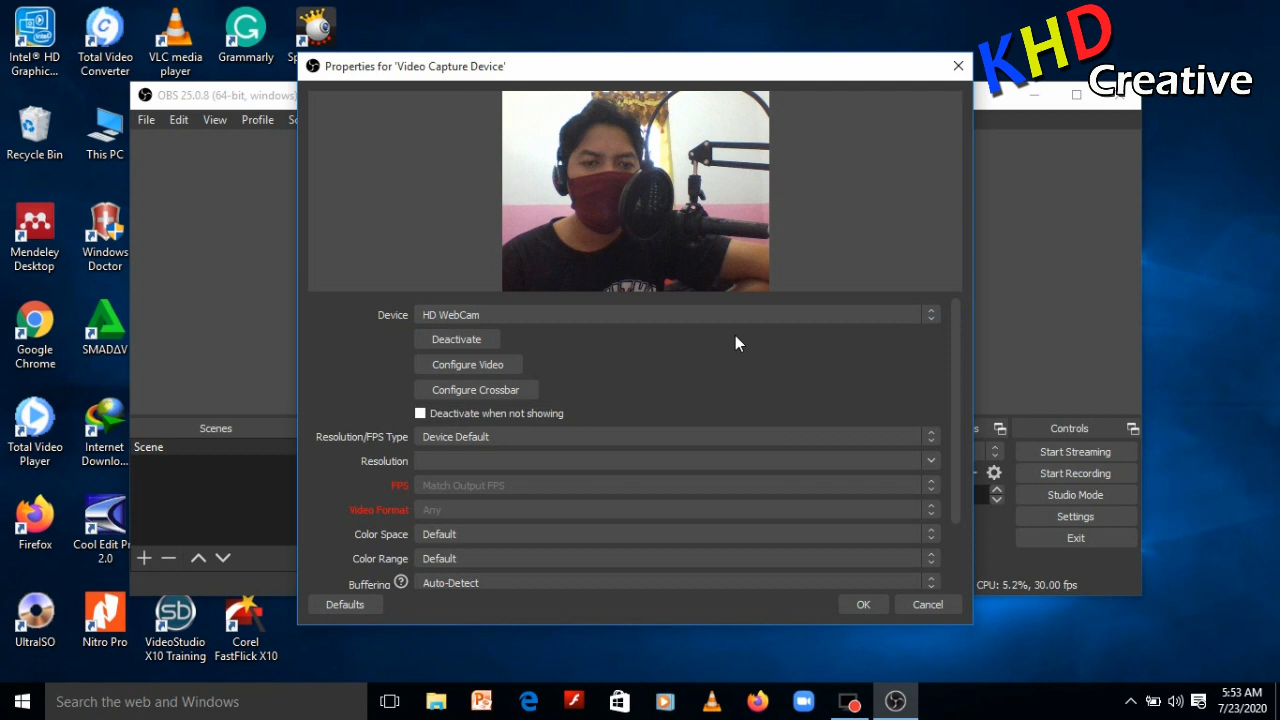 KHD
Creative
Intel® HD
Graphic...
Total Video
Converter
VLC media
player
Grammarly
Recycle Bin
This PC
Mendeley
Desktop
Windows
Doctor
Google
Chrome
SMADΔV
Total Video
Player
Internet
Downlo...
Firefox
Cool Edit Pr
2.0
UltraISO
Nitro Pro
VideoStudio
X10 Training
Corel
FastFlick X10
OBS 25.0.8 (64-bit, windows)
File Edit View Profile
Scenes
Scene
Properties for 'Video Capture Device'
Device HD WebCam
Deactivate
Configure Video
Configure Crossbar
Deactivate when not showing
Resolution/FPS Type Device Default
Resolution
FPS Match Output FPS
Video Format Any
Color Space Default
Color Range Default
Buffering ? Auto-Detect
Defaults OK Cancel
Controls
Start Streaming
Start Recording
Studio Mode
Settings
Exit
CPU: 5.2%, 30.00 fps
Search the web and Windows
5:53 AM
7/23/2020